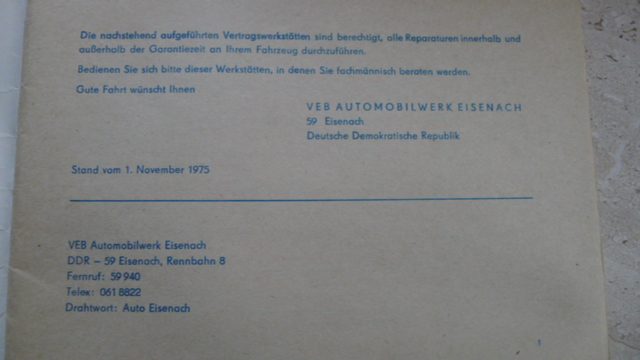 Die nachstehend aufgeführten Vertragswerkstätten sind berechtigt, alle Reparaturen innerhalb und
außerhalb der Garantiezeit an Ihrem Fahrzeug durchzuführen.
Bedienen Sie sich bitte dieser Werkstätten, in denen Sie fachmännisch beraten werden.
Gute Fahrt wünscht Ihnen
VEB AUTOMOBILWERK EISENACH
59 Eisenach
Deutsche Demokratische Republik
Stand vom 1. November 1975
VEB Automobilwerk Eisenach
DDR – 59 Eisenach, Rennbahn 8
Fernruf: 59 940
Telex: 061 8822
Drahtwort: Auto Eisenach
1